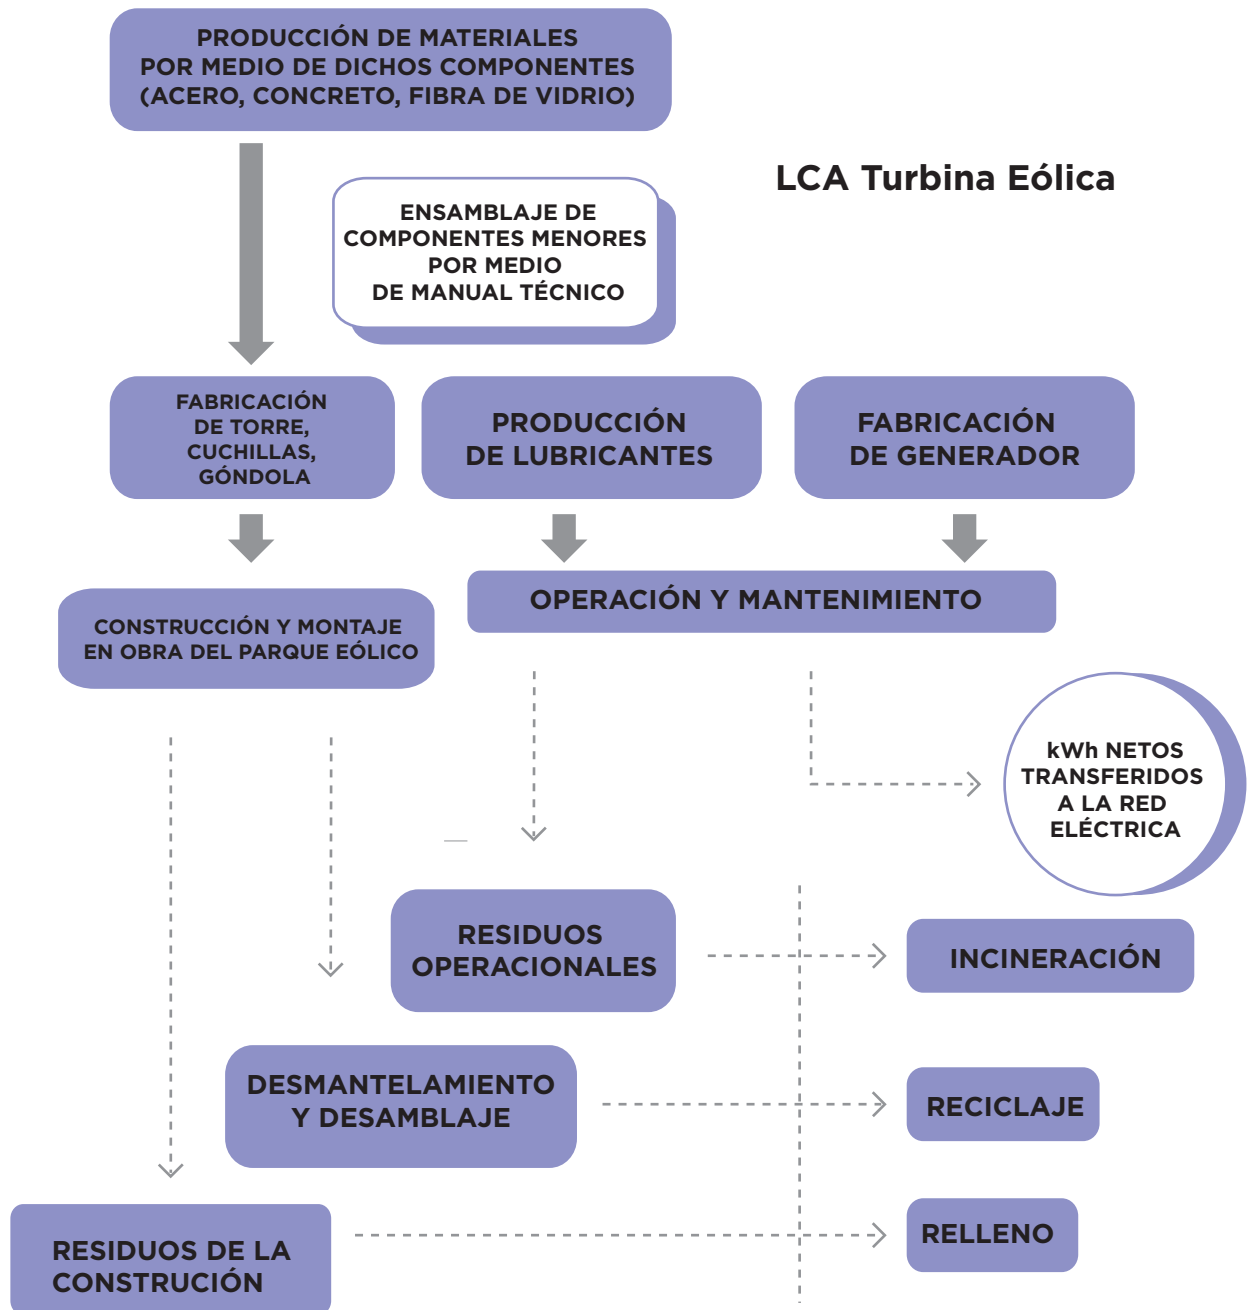 PRODUCCIÓN DE MATERIALES
POR MEDIO DE DICHOS COMPONENTES
(ACERO, CONCRETO, FIBRA DE VIDRIO)
LCA Turbina Eólica
ENSAMBLAJE DE
COMPONENTES MENORES
POR MEDIO
DE MANUAL TÉCNICO
FABRICACIÓN
DE TORRE,
CUCHILLAS,
GÓNDOLA
PRODUCCIÓN
DE LUBRICANTES
FABRICACIÓN
DE GENERADOR
CONSTRUCCIÓN Y MONTAJE
EN OBRA DEL PARQUE EÓLICO
OPERACIÓN Y MANTENIMIENTO
kWh NETOS
TRANSFERIDOS
A LA RED
ELÉCTRICA
RESIDUOS
OPERACIONALES
INCINERACIÓN
DESMANTELAMIENTO
Y DESAMBLAJE
RECICLAJE
RESIDUOS DE LA
CONSTRUCIÓN
RELLENO